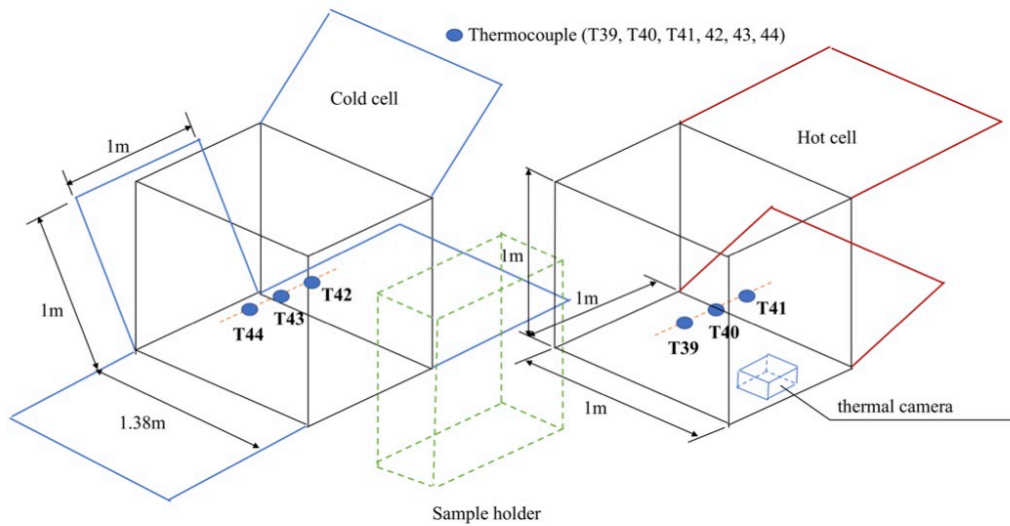 Thermocouple (T39, T40, T41, 42, 43, 44)
Cold cell
Hot cell
1m
1m
1m
1m
T42
T43
T44
T41
T40
T39
1.38m
1m
thermal camera
Sample holder